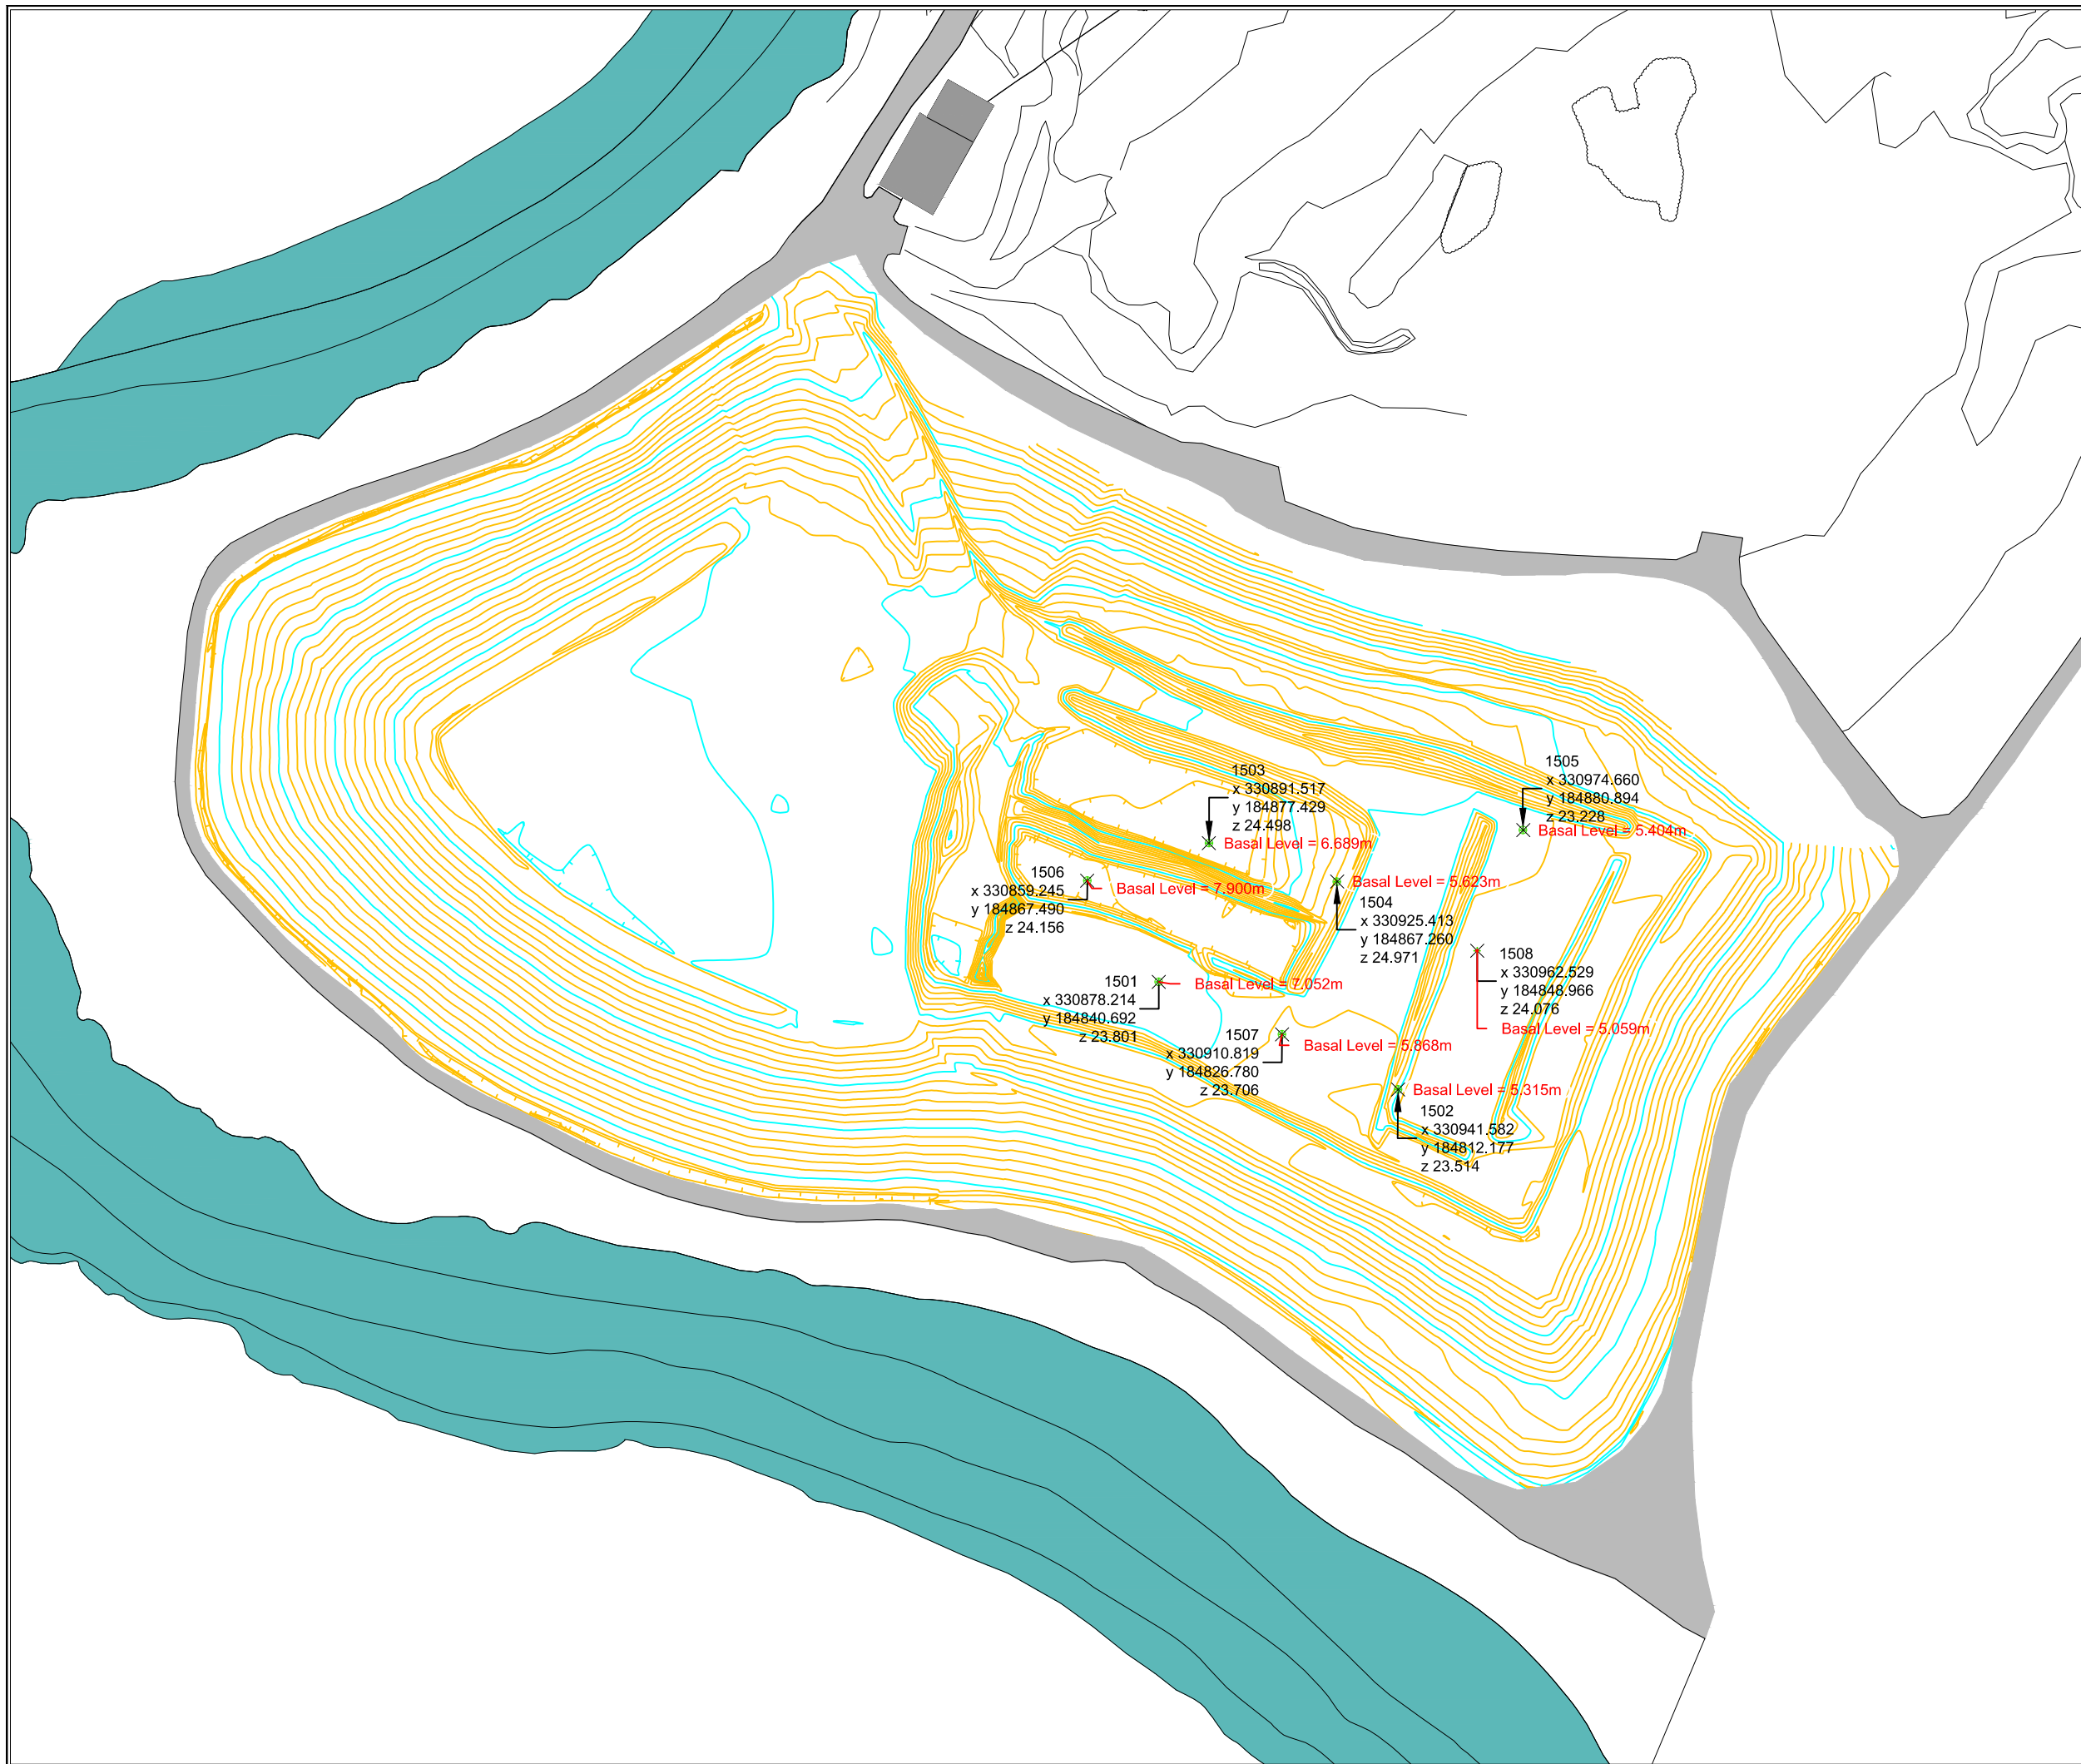 1505
x 330974.660
y 184880.894
z 23.228
Basal Level = 5.404m
1503
x 330891.517
y 184877.429
z 24.498
Basal Level = 6.689m
1506
x 330859.245
y 184867.490
z 24.156
Basal Level = 7.900m
Basal Level = 5.623m
1504
x 330925.413
y 184867.260
z 24.971
1508
x 330962.529
y 184848.966
z 24.076
Basal Level = 5.059m
1501
x 330878.214
y 184840.692
z 23.801
Basal Level = 7.052m
1507
x 330910.819
y 184826.780
z 23.706
Basal Level = 5.868m
Basal Level = 5.315m
1502
x 330941.582
y 184812.177
z 23.514